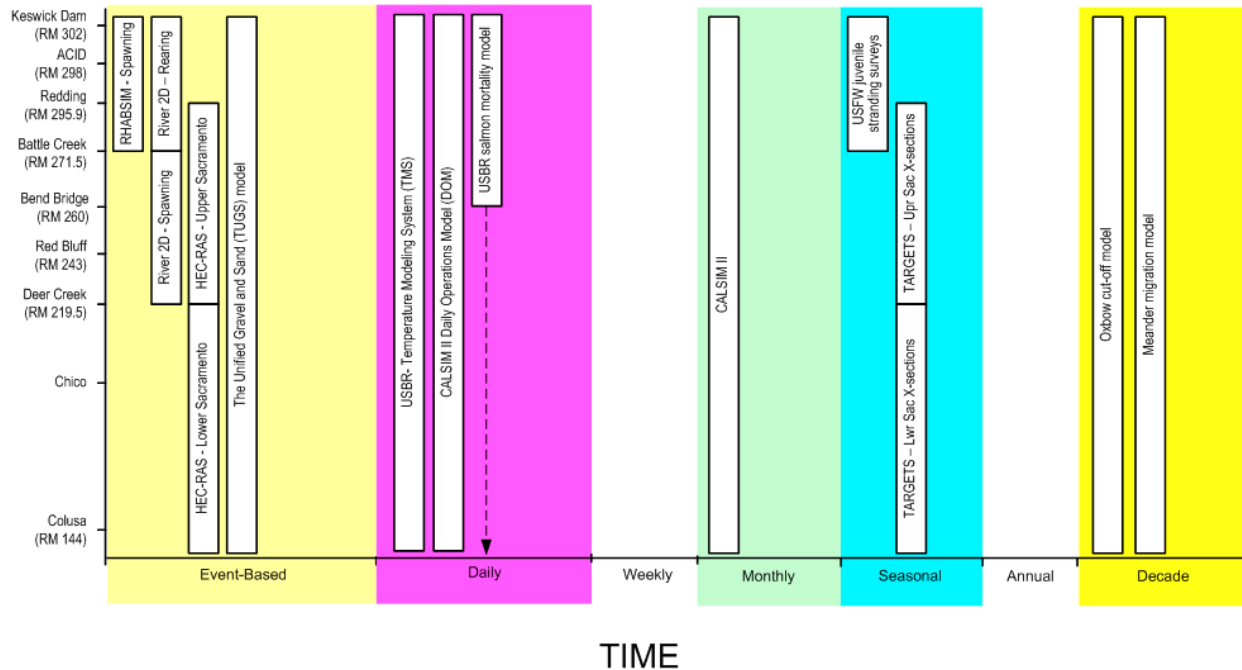 Keswick Dam
(RM 302)
ACID
(RM 298)
Redding
(RM 295.9)
Battle Creek
(RM 271.5)
Bend Bridge
(RM 260)
Red Bluff
(RM 243)
Deer Creek
(RM 219.5)
Chico
Colusa
(RM 144)
RHABSIM - Spawning
River 2D – Rearing
River 2D - Spawning
HEC-RAS - Upper Sacramento
HEC-RAS - Lower Sacramento
The Unified Gravel and Sand (TUGS) model
USBR- Temperature Modeling System (TMS)
CALSIM II Daily Operations Model (DOM)
USBR salmon mortality model
CALSIM II
USFW juvenile
stranding surveys
TARGETS – Upr Sac X-sections
TARGETS – Lwr Sac X-sections
Oxbow cut-off model
Meander migration model
Event-Based
Daily
Weekly
Monthly
Seasonal
Annual
Decade
TIME